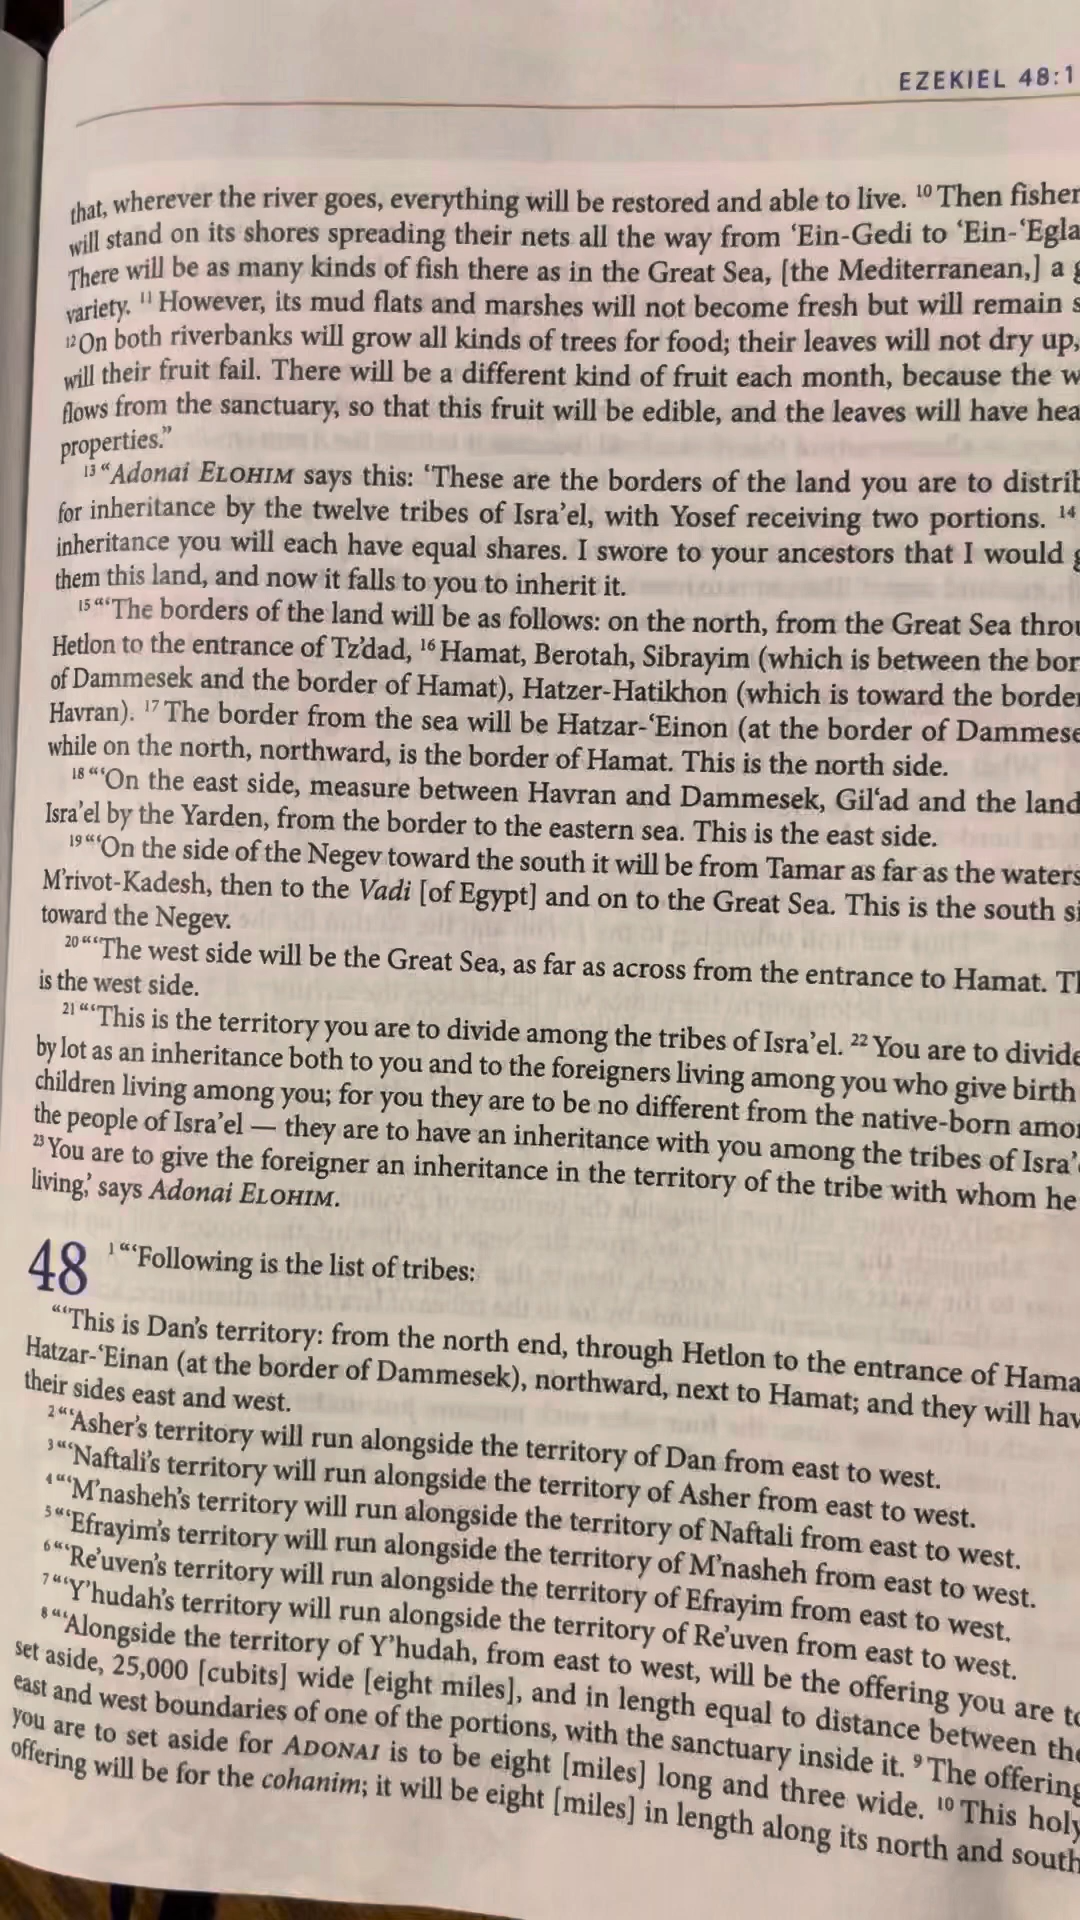 EZEKIEL 48:1
that, wherever the river goes, everything will be restored and able to live. 10 Then fisher
will stand on its shores spreading their nets all the way from ‘Ein-Gedi to ‘Ein-‘Egla
There will be as many kinds of fish there as in the Great Sea, [the Mediterranean,] a g
variety. 11 However, its mud flats and marshes will not become fresh but will remain s
12 On both riverbanks will grow all kinds of trees for food; their leaves will not dry up,
will their fruit fail. There will be a different kind of fruit each month, because the w
flows from the sanctuary, so that this fruit will be edible, and the leaves will have hea
properties.”
13 “Adonai ELOHIM says this: ‘These are the borders of the land you are to distrib
for inheritance by the twelve tribes of Isra’el, with Yosef receiving two portions. 14
inheritance you will each have equal shares. I swore to your ancestors that I would g
them this land, and now it falls to you to inherit it.
15 “‘The borders of the land will be as follows: on the north, from the Great Sea throu
Hetlon to the entrance of Tz’dad, 16 Hamat, Berotah, Sibrayim (which is between the bor
of Dammesek and the border of Hamat), Hatzer-Hatikhon (which is toward the border
Havran). 17 The border from the sea will be Hatzar-‘Einon (at the border of Dammese
while on the north, northward, is the border of Hamat. This is the north side.
18 “‘On the east side, measure between Havran and Dammesek, Gil‘ad and the land
Isra’el by the Yarden, from the border to the eastern sea. This is the east side.
19 “‘On the side of the Negev toward the south it will be from Tamar as far as the waters
M’rivot-Kadesh, then to the Vadi [of Egypt] and on to the Great Sea. This is the south si
toward the Negev.
20 “‘The west side will be the Great Sea, as far as across from the entrance to Hamat. Th
is the west side.
21 “‘This is the territory you are to divide among the tribes of Isra’el. 22 You are to divide
by lot as an inheritance both to you and to the foreigners living among you who give birth
children living among you; for you they are to be no different from the native-born amon
the people of Isra’el — they are to have an inheritance with you among the tribes of Isra’e
23 You are to give the foreigner an inheritance in the territory of the tribe with whom he
living,’ says Adonai ELOHIM.
48 1 “‘Following is the list of tribes:
“‘This is Dan’s territory: from the north end, through Hetlon to the entrance of Hama
Hatzar-‘Einan (at the border of Dammesek), northward, next to Hamat; and they will hav
their sides east and west.
2 “‘Asher’s territory will run alongside the territory of Dan from east to west.
3 “‘Naftali’s territory will run alongside the territory of Asher from east to west.
4 “‘M’nasheh’s territory will run alongside the territory of Naftali from east to west.
5 “‘Efrayim’s territory will run alongside the territory of M’nasheh from east to west.
6 “‘Re’uven’s territory will run alongside the territory of Efrayim from east to west.
7 “‘Y’hudah’s territory will run alongside the territory of Re’uven from east to west.
8 “‘Alongside the territory of Y’hudah, from east to west, will be the offering you are to
set aside, 25,000 [cubits] wide [eight miles], and in length equal to distance between the
east and west boundaries of one of the portions, with the sanctuary inside it. 9 The offering
you are to set aside for ADONAI is to be eight [miles] long and three wide. 10 This holy
offering will be for the cohanim; it will be eight [miles] in length along its north and south